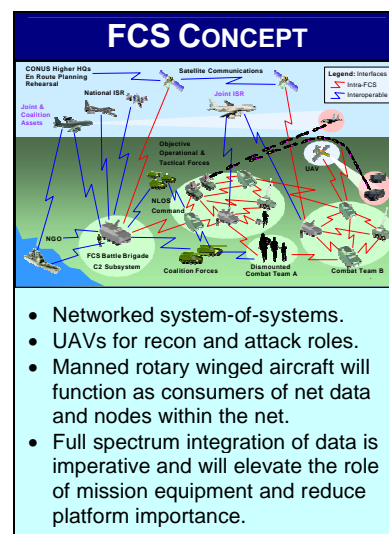 FCS CONCEPT
CONUS Higher HQs
En Route Planning
Rehearsal
Satellite Communications
Legend: Interfaces
Intra-FCS
Interoperable
National ISR
Joint &
Coalition
Assets
Joint ISR
Objective
Operational &
Tactical Forces
UAV
NLOS
Command
NGO
FCS Battle Brigade
C2 Subsystem
Coalition Forces
Dismounted
Combat Team A
Combat Team B
• Networked system-of-systems.
• UAVs for recon and attack roles.
• Manned rotary winged aircraft will
function as consumers of net data
and nodes within the net.
• Full spectrum integration of data is
imperative and will elevate the role
of mission equipment and reduce
platform importance.